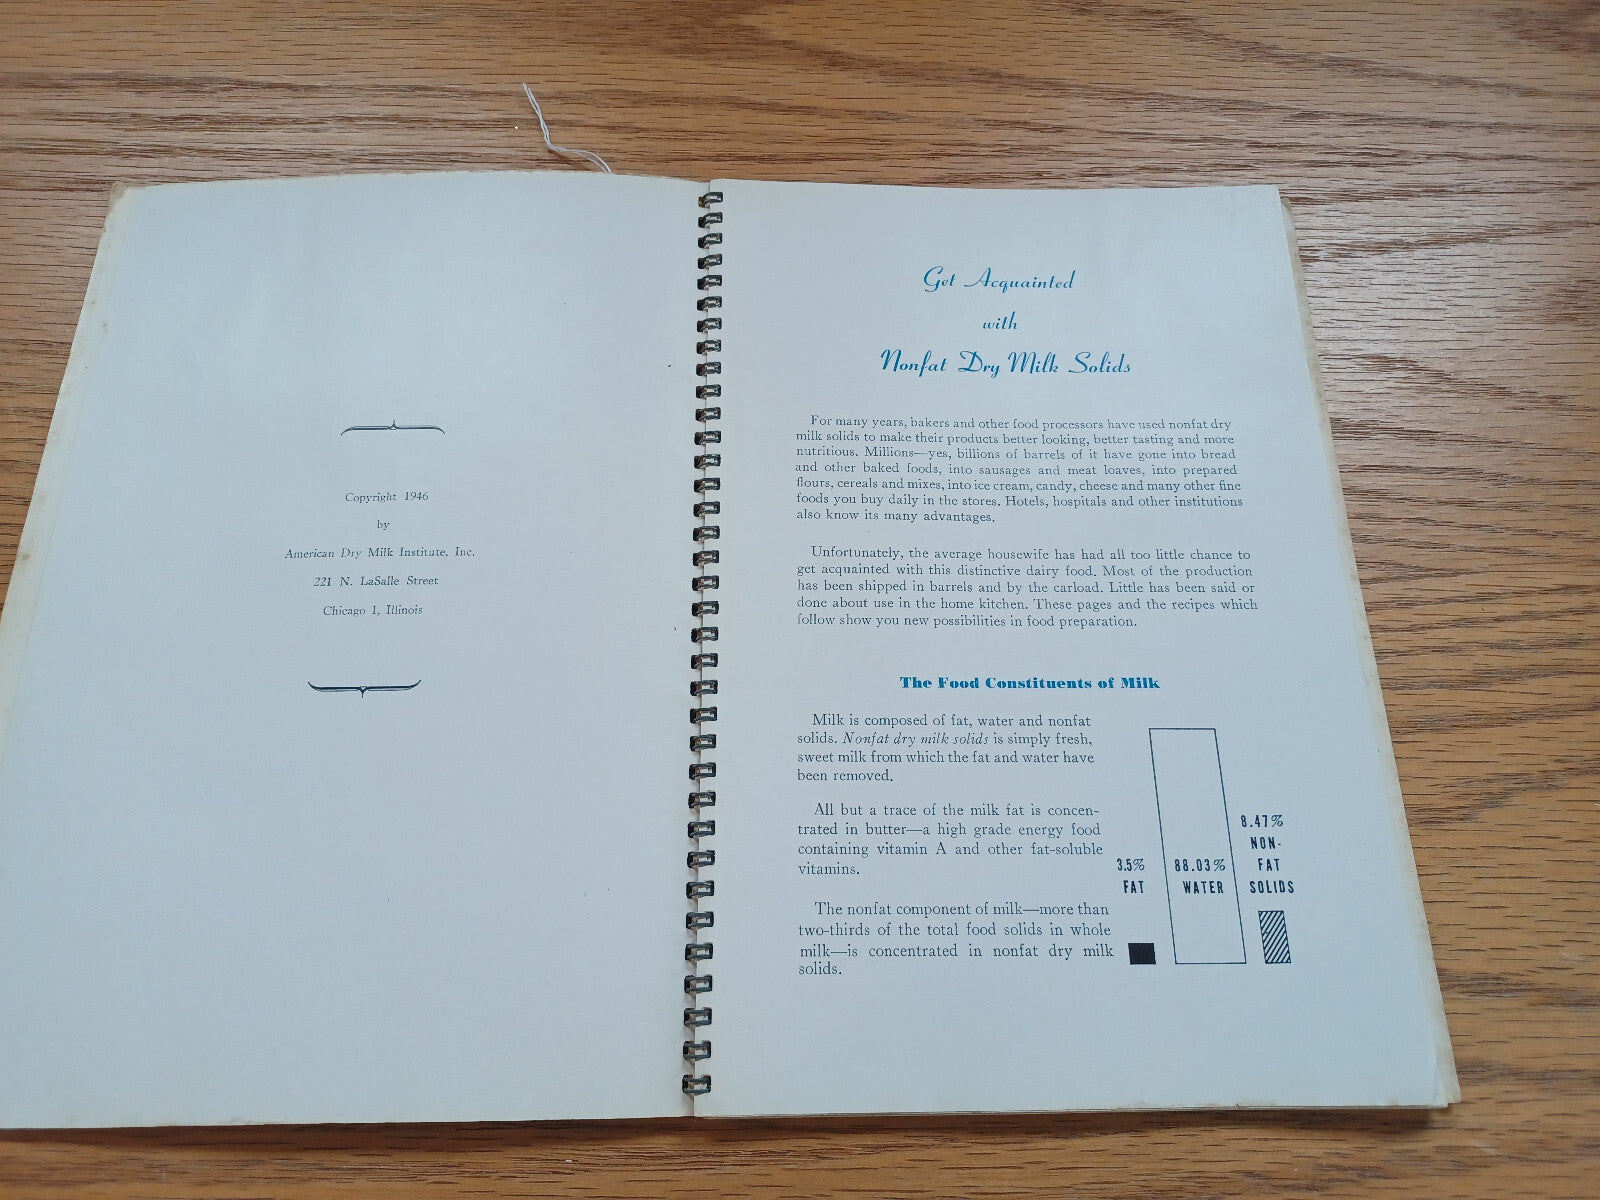 Copyright 1946
by
American Dry Milk Institute, Inc.
221 N. LaSalle Street
Chicago 1, Illinois
Get Acquainted
with
Nonfat Dry Milk Solids
For many years, bakers and other food processors have used nonfat dry
milk solids to make their products better looking, better tasting and more
nutritious. Millions—yes, billions of barrels of it have gone into bread
and other baked foods, into sausages and meat loaves, into prepared
flours, cereals and mixes, into ice cream, candy, cheese and many other fine
foods you buy daily in the stores. Hotels, hospitals and other institutions
also know its many advantages.
Unfortunately, the average housewife has had all too little chance to
get acquainted with this distinctive dairy food. Most of the production
has been shipped in barrels and by the carload. Little has been said or
done about use in the home kitchen. These pages and the recipes which
follow show you new possibilities in food preparation.
The Food Constituents of Milk
Milk is composed of fat, water and nonfat
solids. Nonfat dry milk solids is simply fresh,
sweet milk from which the fat and water have
been removed.
All but a trace of the milk fat is concen-
trated in butter—a high grade energy food
containing vitamin A and other fat-soluble
vitamins.
The nonfat component of milk—more than
two-thirds of the total food solids in whole
milk—is concentrated in nonfat dry milk
solids.
3.5%
FAT
88.03%
WATER
8.47%
NON-
FAT
SOLIDS